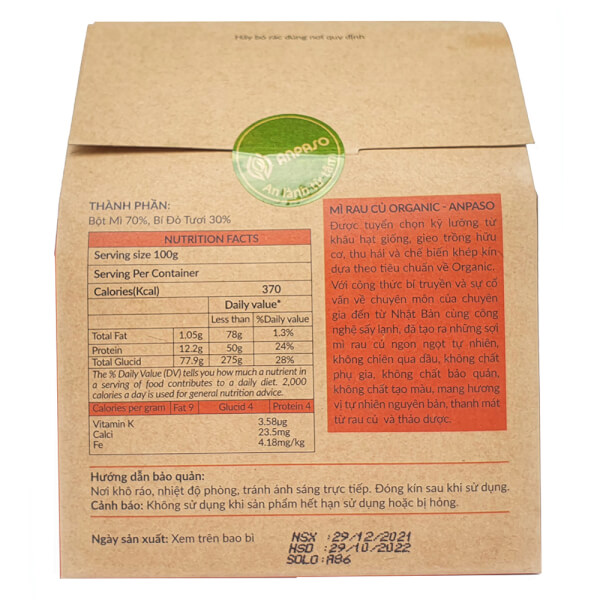 Hãy bỏ rác đúng nơi quy định
ANPASO
An lành từ tâm
THÀNH PHẦN:
Bột Mì 70%, Bí Đỏ Tươi 30%
NUTRITION FACTS
Serving size 100g
Serving Per Container
Calories(Kcal) 370
Daily value*
Less than %Daily value
Total Fat 1.05g 78g 1.3%
Protein 12.2g 50g 24%
Total Glucid 77.9g 275g 28%
The % Daily Value (DV) tells you how much a nutrient in
a serving of food contributes to a daily diet. 2,000
calories a day is used for general nutrition advice.
Calories per gram Fat 9 Glucid 4 Protein 4
Vitamin K 3.58µg
Calci 23.5mg
Fe 4.18mg/kg
MÌ RAU CỦ ORGANIC - ANPASO
Được tuyển chọn kỹ lưỡng từ
khâu hạt giống, gieo trồng hữu
cơ, thu hái và chế biến khép kín
dựa theo tiêu chuẩn về Organic.
Với công thức bí truyền và sự cố
vấn về chuyên môn của chuyên
gia đến từ Nhật Bản cùng công
nghệ sấy lạnh, đã tạo ra những sợi
mì rau củ ngon ngọt tự nhiên,
không chiên qua dầu, không chất
phụ gia, không chất bảo quản,
không chất tạo màu, mang hương
vị tự nhiên nguyên bản, thanh mát
từ rau củ và thảo dược.
Hướng dẫn bảo quản:
Nơi khô ráo, nhiệt độ phòng, tránh ánh sáng trực tiếp. Đóng kín sau khi sử dụng.
Cảnh báo: Không sử dụng khi sản phẩm hết hạn sử dụng hoặc bị hỏng.
Ngày sản xuất: Xem trên bao bì
NSX :29/12/2021
HSD :29/10/2022
SOLO:A86